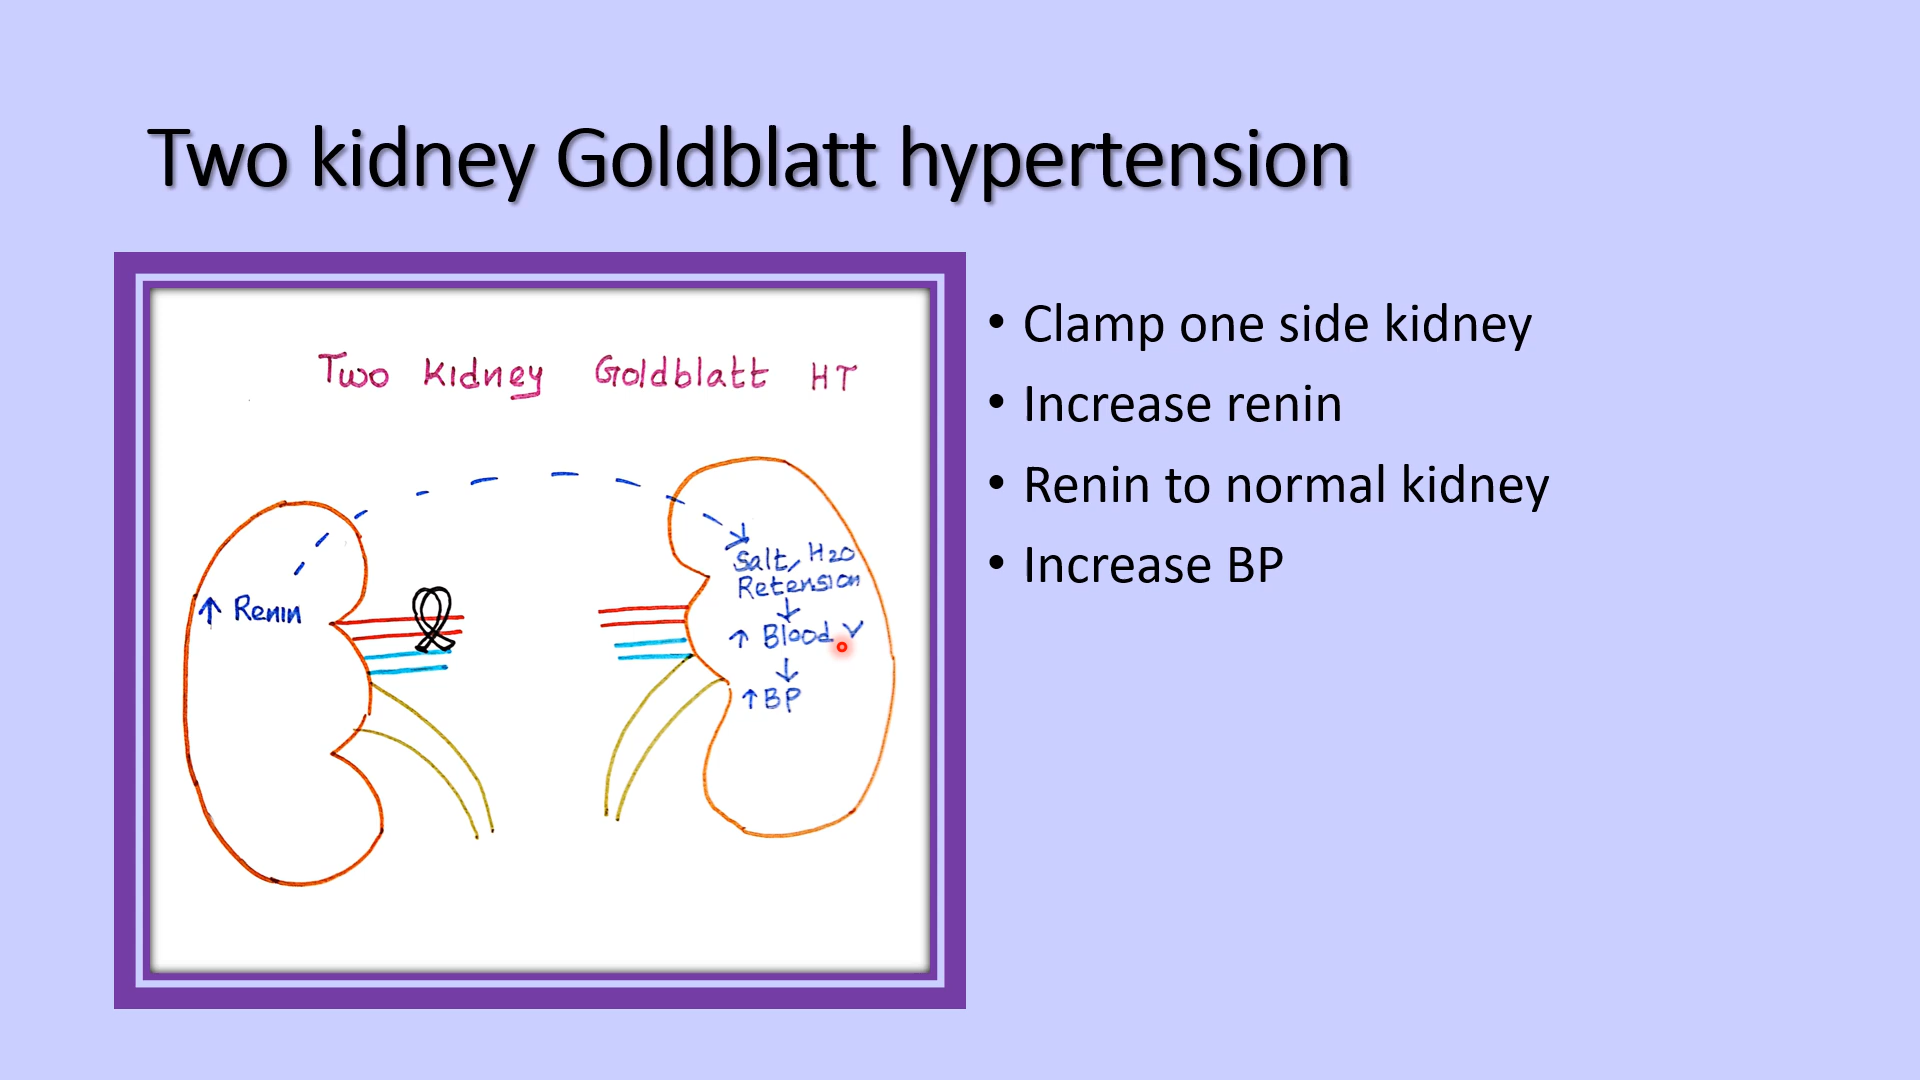 Two kidney Goldblatt hypertension
Two Kidney Goldblatt HT
↑ Renin
Salt, H2O
Retension
↓
↑ Blood V
↓
↑ BP
• Clamp one side kidney
• Increase renin
• Renin to normal kidney
• Increase BP